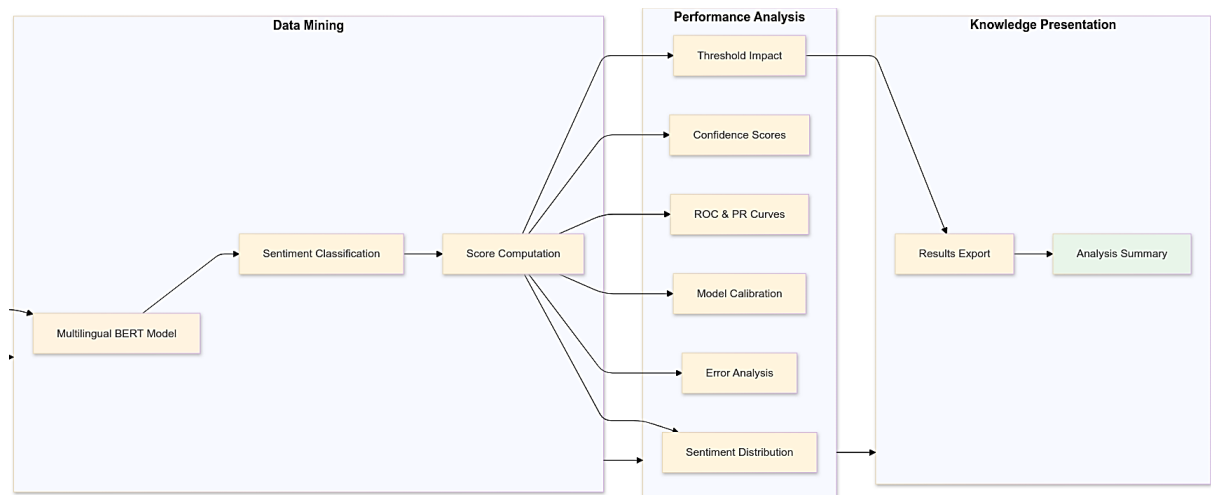 Data Mining
Multilingual BERT Model
Sentiment Classification
Score Computation
Performance Analysis
Threshold Impact
Confidence Scores
ROC & PR Curves
Model Calibration
Error Analysis
Sentiment Distribution
Knowledge Presentation
Results Export
Analysis Summary